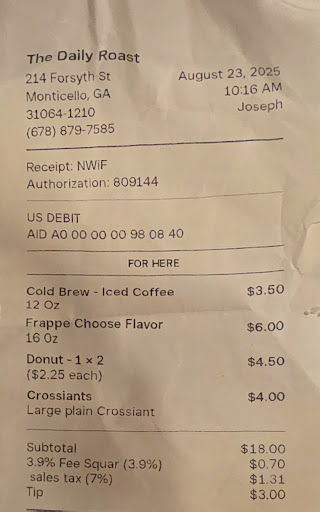 The Daily Roast
214 Forsyth St
Monticello, GA
31064-1210
(678) 879-7585
August 23, 2025
10:16 AM
Joseph
Receipt: NWiF
Authorization: 809144
US DEBIT
AID A0 00 00 00 98 08 40
FOR HERE
Cold Brew - Iced Coffee $3.50
12 Oz
Frappe Choose Flavor $6.00
16 Oz
Donut - 1 × 2 $4.50
($2.25 each)
Crossiants $4.00
Large plain Crossiant
Subtotal $18.00
3.9% Fee Squar (3.9%) $0.70
sales tax (7%) $1.31
Tip $3.00